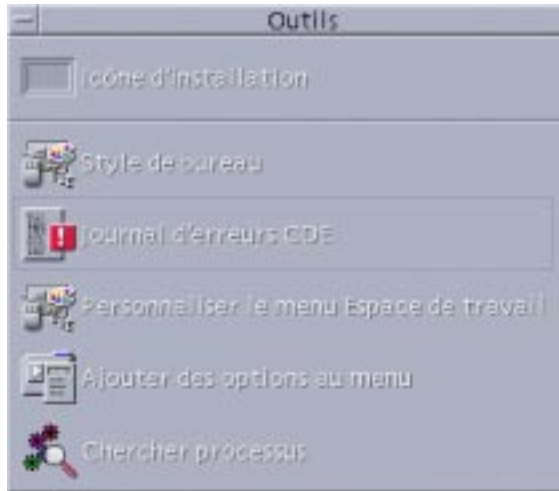 Outils
Icône d'installation
Style de bureau
Journal d'erreurs CDE
Personnaliser le menu Espace de travail
Ajouter des options au menu
Chercher processus